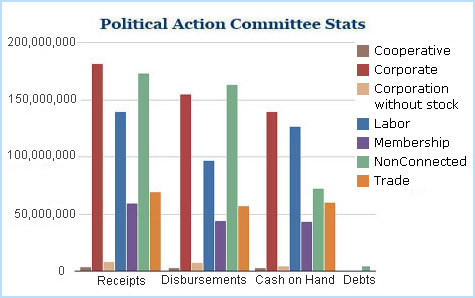 Political Action Committee Stats
200,000,000
150,000,000
100,000,000
50,000,000
0
Receipts Disbursements Cash on Hand Debts
Cooperative
Corporate
Corporation
without stock
Labor
Membership
NonConnected
Trade